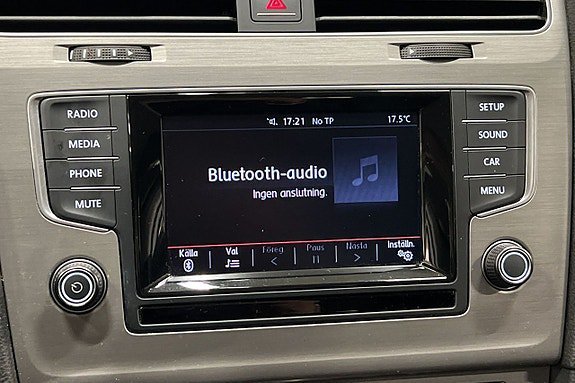 RADIO
MEDIA
PHONE
MUTE
17:21 No TP 17.5°C
Bluetooth-audio
Ingen anslutning.
Källa Val Föreg Paus Nästa Inställn.
SETUP
SOUND
CAR
MENU